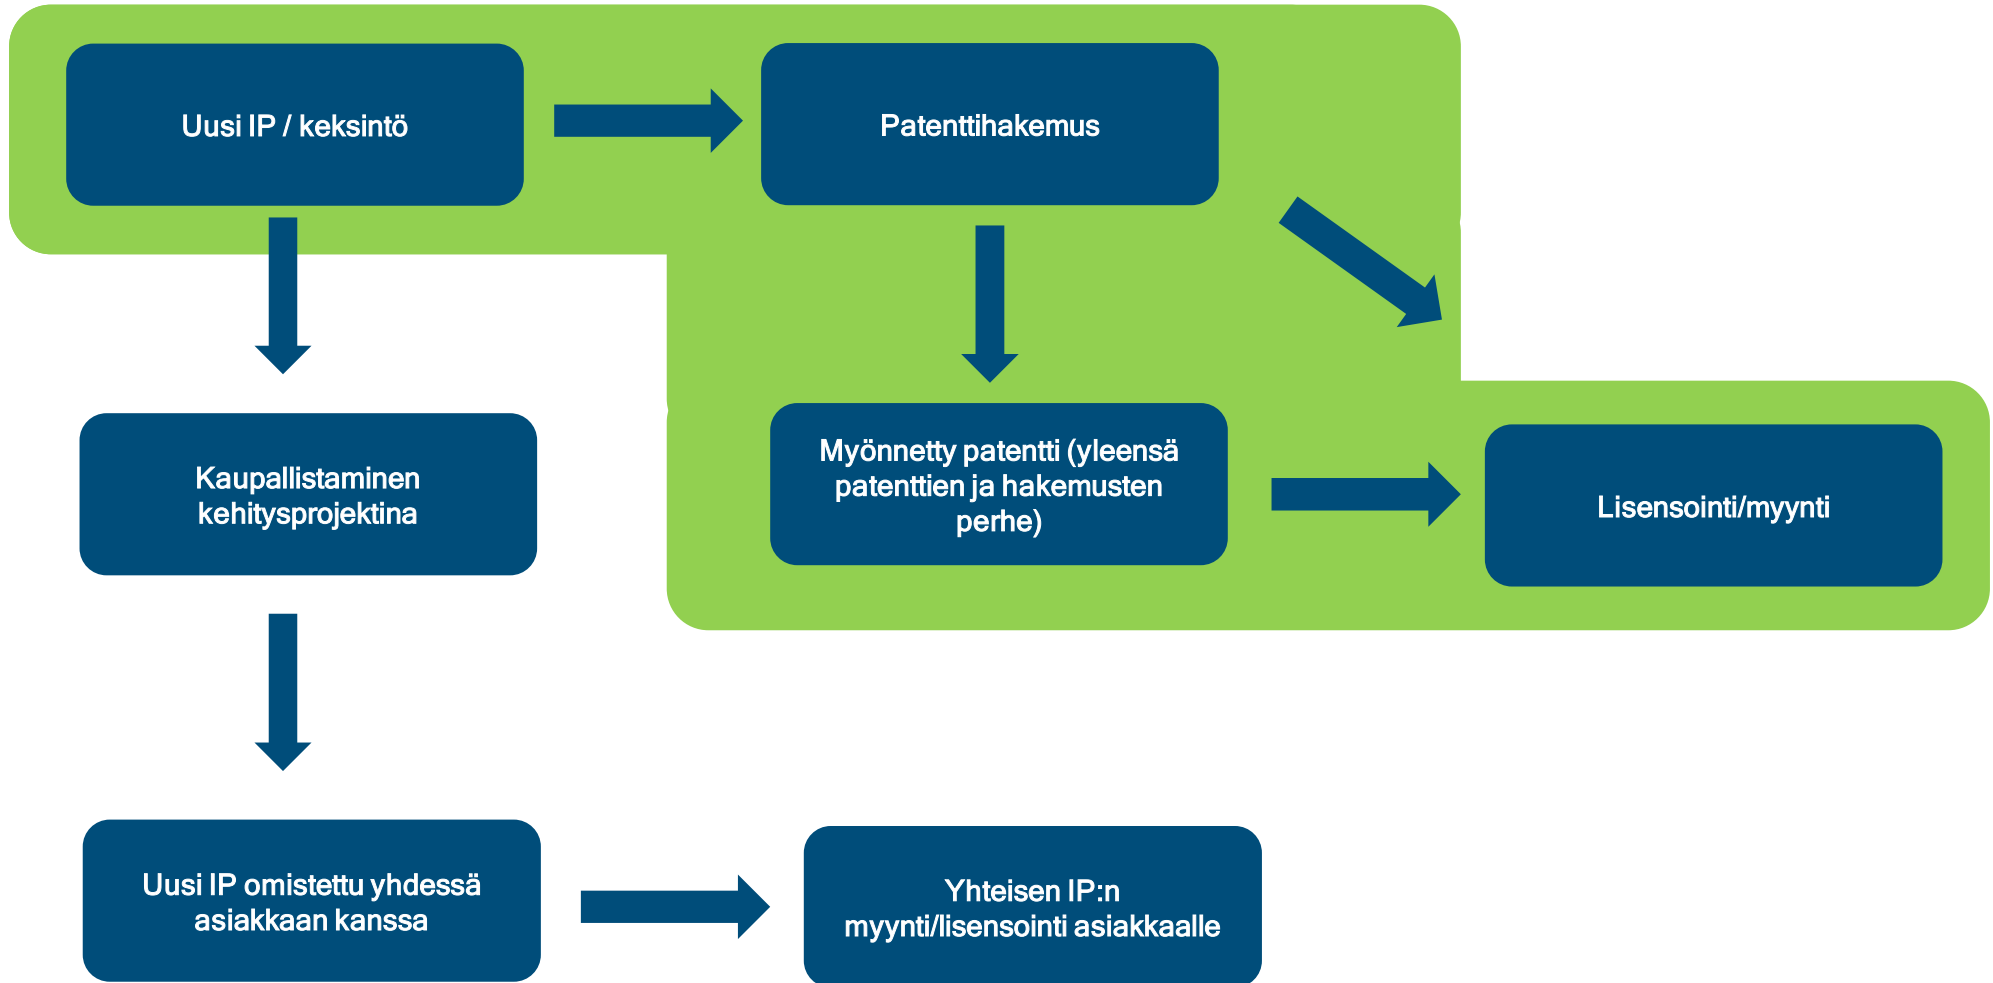 Uusi IP / keksintö
Patenttihakemus
Kaupallistaminen
kehitysprojektina
Myönnetty patentti (yleensä
patenttien ja hakemusten
perhe)
Lisensointi/myynti
Uusi IP omistettu yhdessä
asiakkaan kanssa
Yhteisen IP:n
myynti/lisensointi asiakkaalle